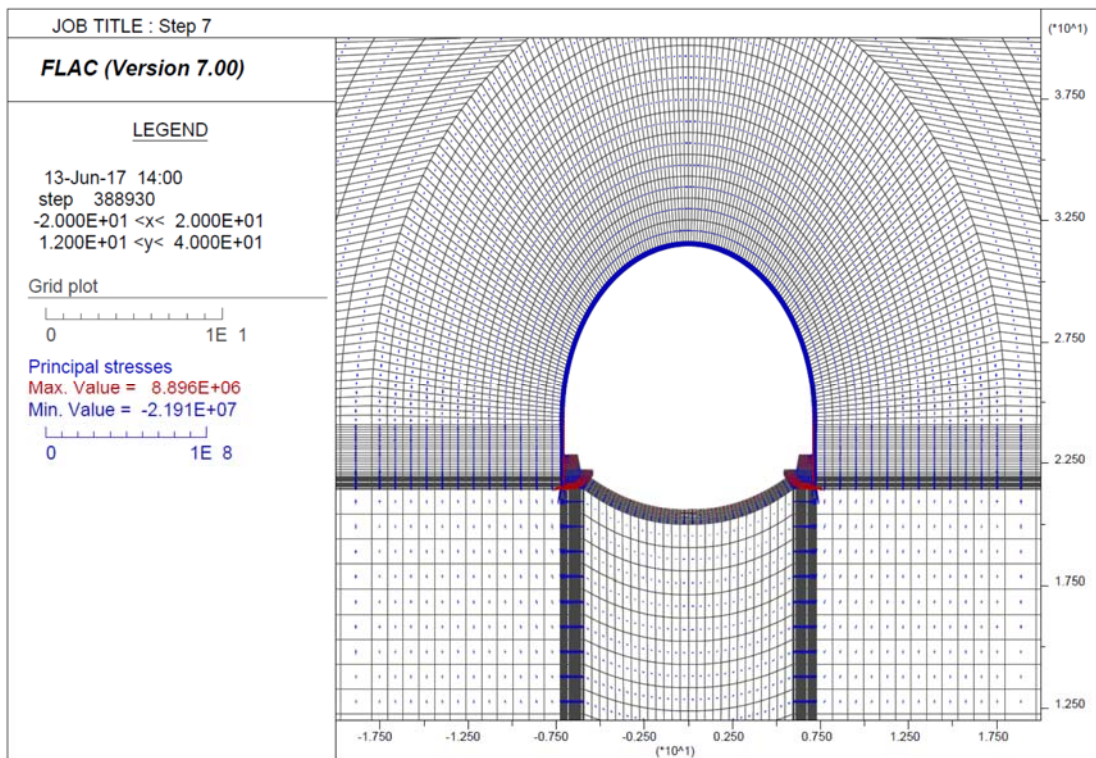 JOB TITLE : Step 7
FLAC (Version 7.00)
LEGEND
13-Jun-17 14:00
step 388930
-2.000E+01 <x< 2.000E+01
1.200E+01 <y< 4.000E+01
Grid plot
0 1E 1
Principal stresses
Max. Value = 8.896E+06
Min. Value = -2.191E+07
0 1E 8
(*10^1)
3.750
3.250
2.750
2.250
1.750
1.250
-1.750 -1.250 -0.750 -0.250 0.250 0.750 1.250 1.750
(*10^1)